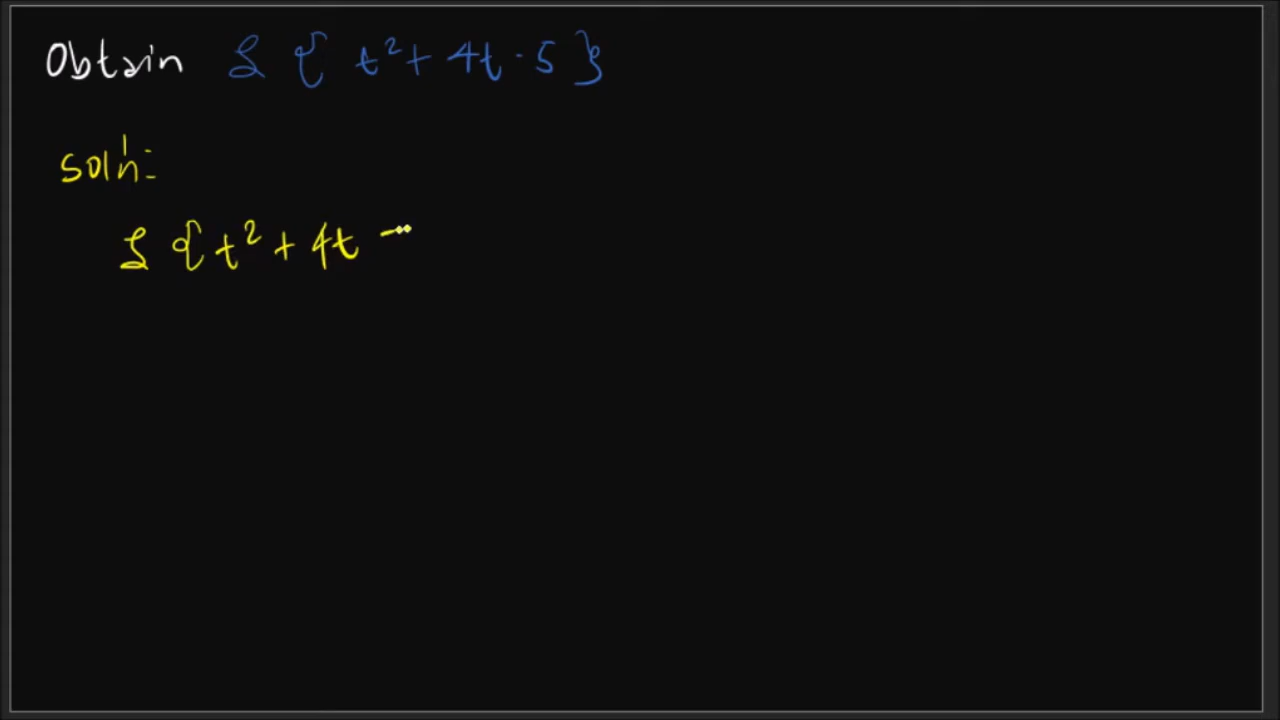 Obtain ℒ { t² + 4t - 5 }
Soln:
ℒ { t² + 4t -